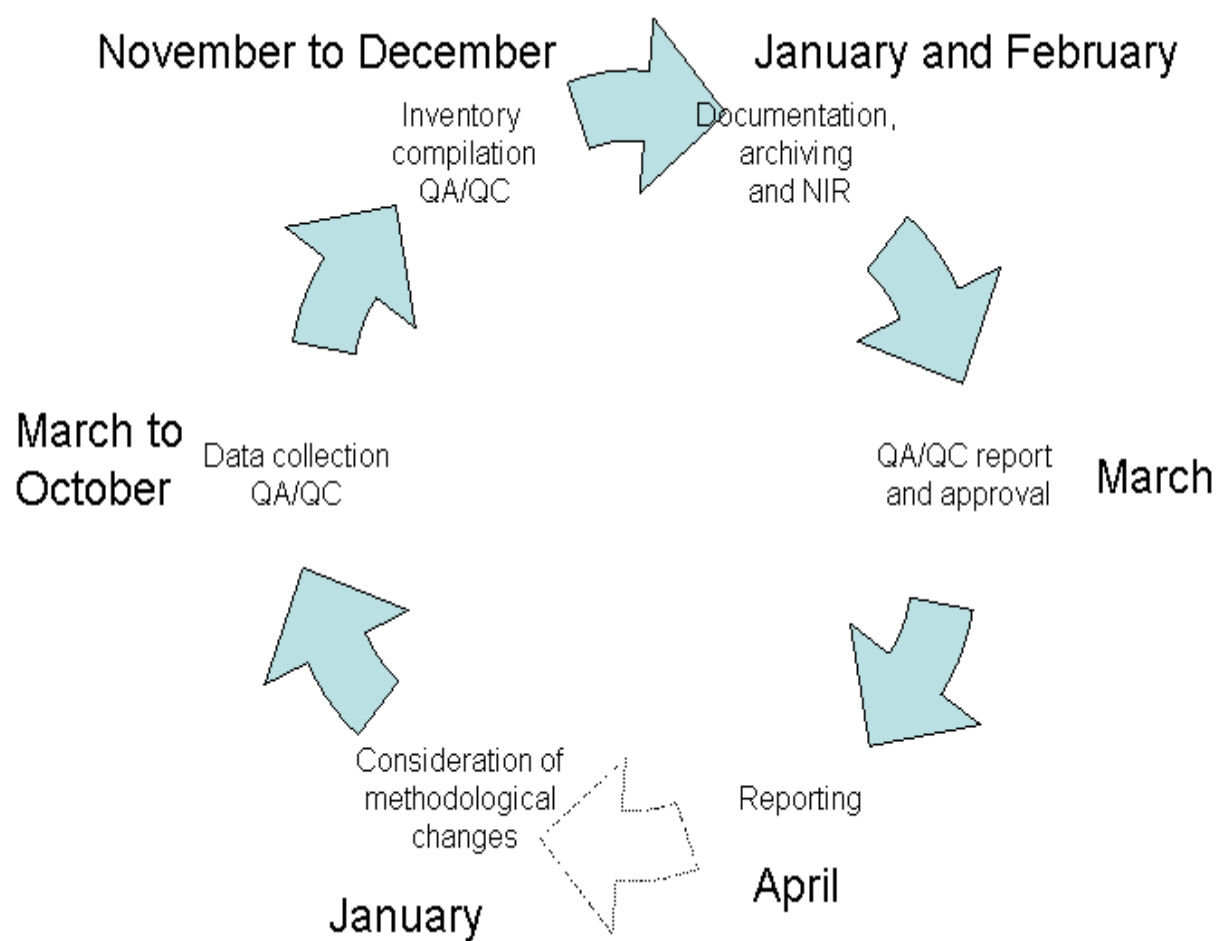 November to December
January and February
Inventory
compilation
QA/QC
Documentation,
archiving
and NIR
March to
October
Data collection
QA/QC
QA/QC report
and approval
March
Consideration of
methodological
changes
January
Reporting
April